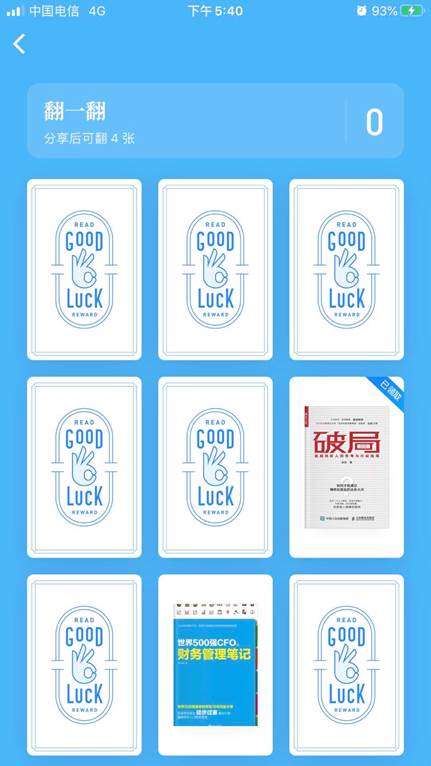 中国电信 4G 下午5:40 93%
翻一翻
分享后可翻 4 张
0
READ GOOD LUCK REWARD
READ GOOD LUCK REWARD
READ GOOD LUCK REWARD
READ GOOD LUCK REWARD
READ GOOD LUCK REWARD
已领取
破局
READ GOOD LUCK REWARD
世界500强CFO
财务管理笔记
READ GOOD LUCK REWARD